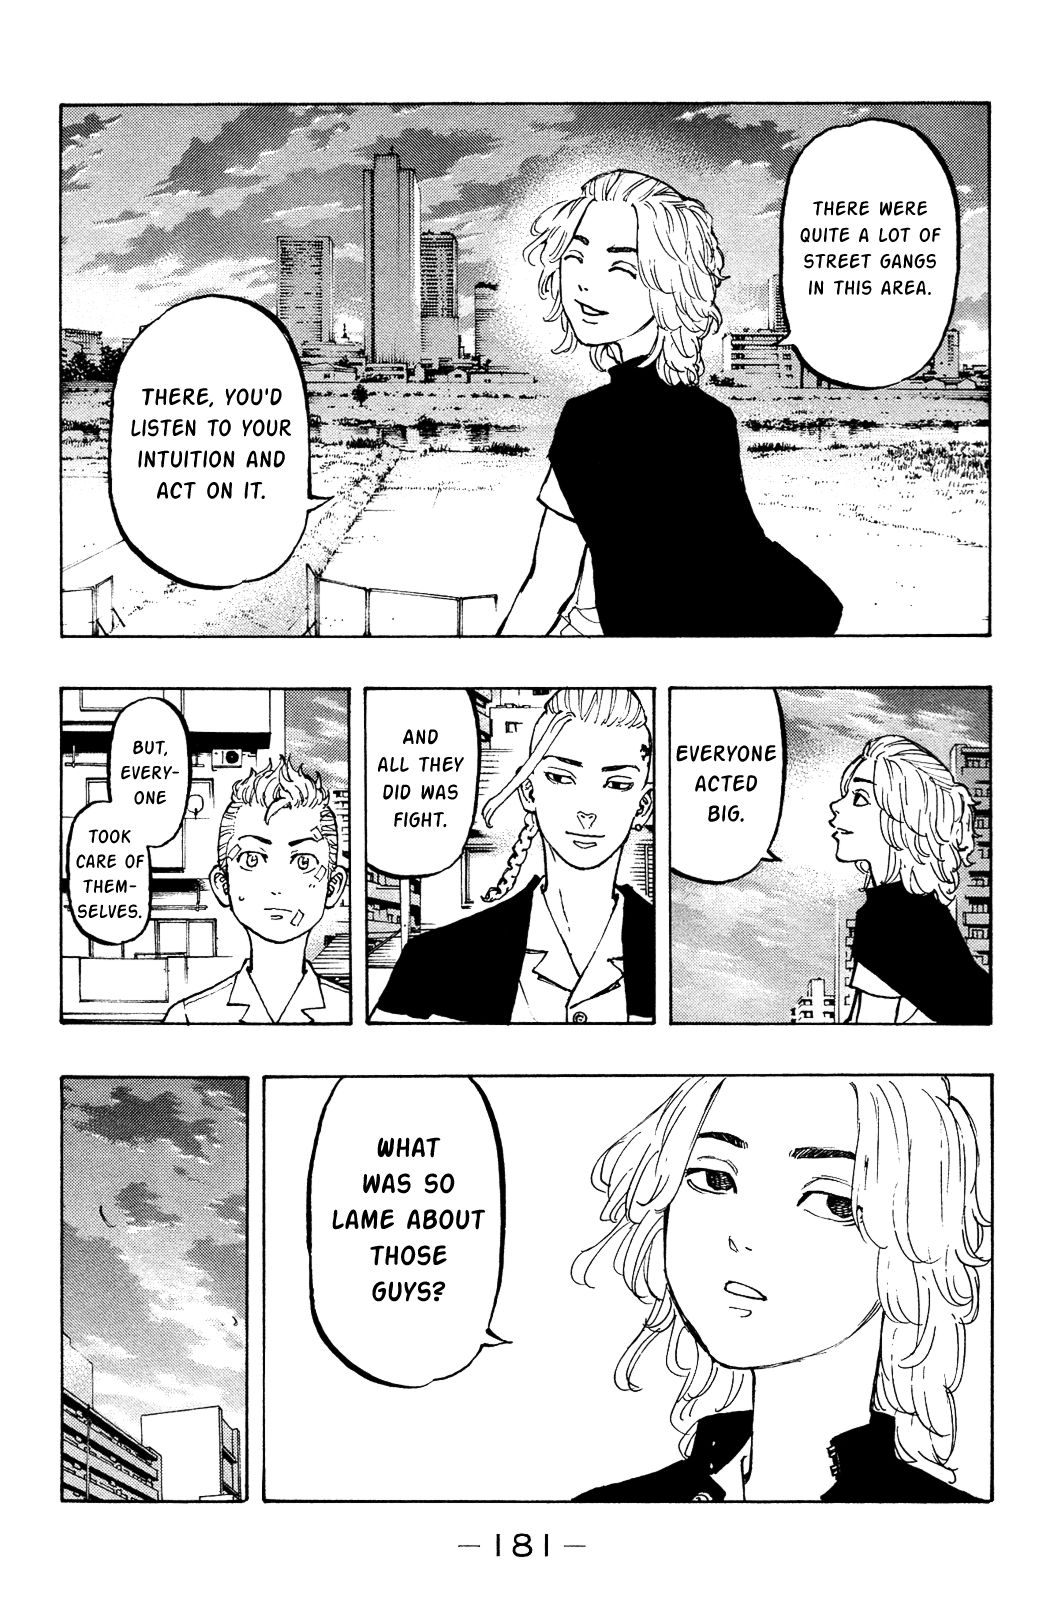 THERE WERE
QUITE A LOT OF
STREET GANGS
IN THIS AREA.
THERE, YOU'D
LISTEN TO YOUR
INTUITION AND
ACT ON IT.
EVERYONE
ACTED
BIG.
AND
ALL THEY
DID WAS
FIGHT.
BUT,
EVERY-
ONE
TOOK
CARE OF
THEM-
SELVES.
WHAT
WAS SO
LAME ABOUT
THOSE
GUYS?
—181—